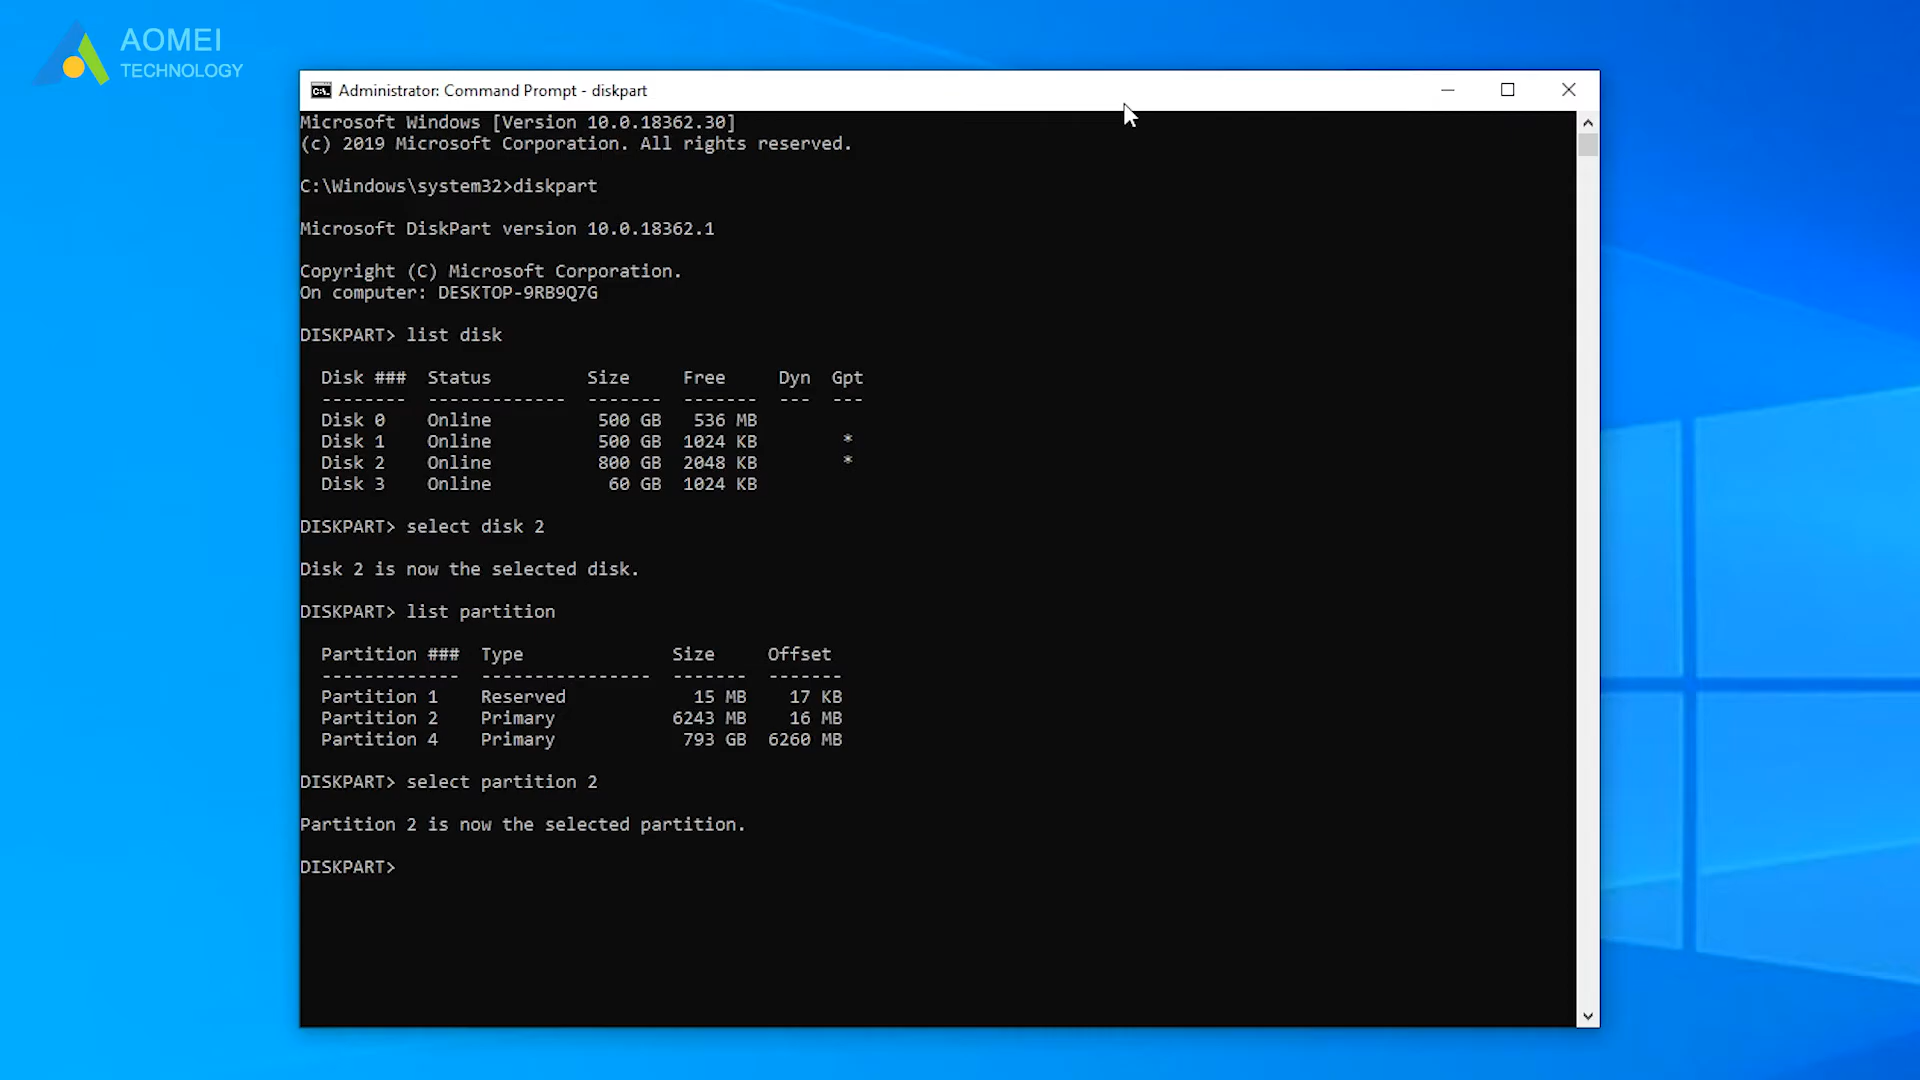 AOMEI
TECHNOLOGY
Administrator: Command Prompt - diskpart
Microsoft Windows [Version 10.0.18362.30]
(c) 2019 Microsoft Corporation. All rights reserved.
C:\Windows\system32>diskpart
Microsoft DiskPart version 10.0.18362.1
Copyright (C) Microsoft Corporation.
On computer: DESKTOP-9RB9Q7G
DISKPART> list disk
Disk ###  Status         Size     Free     Dyn  Gpt
--------  -------------  -------  -------  ---  ---
Disk 0    Online          500 GB   536 MB
Disk 1    Online          500 GB  1024 KB        *
Disk 2    Online          800 GB  2048 KB        *
Disk 3    Online           60 GB  1024 KB
DISKPART> select disk 2
Disk 2 is now the selected disk.
DISKPART> list partition
Partition ###  Type              Size     Offset
-------------  ----------------  -------  -------
Partition 1    Reserved            15 MB    17 KB
Partition 2    Primary           6243 MB    16 MB
Partition 4    Primary            793 GB  6260 MB
DISKPART> select partition 2
Partition 2 is now the selected partition.
DISKPART>